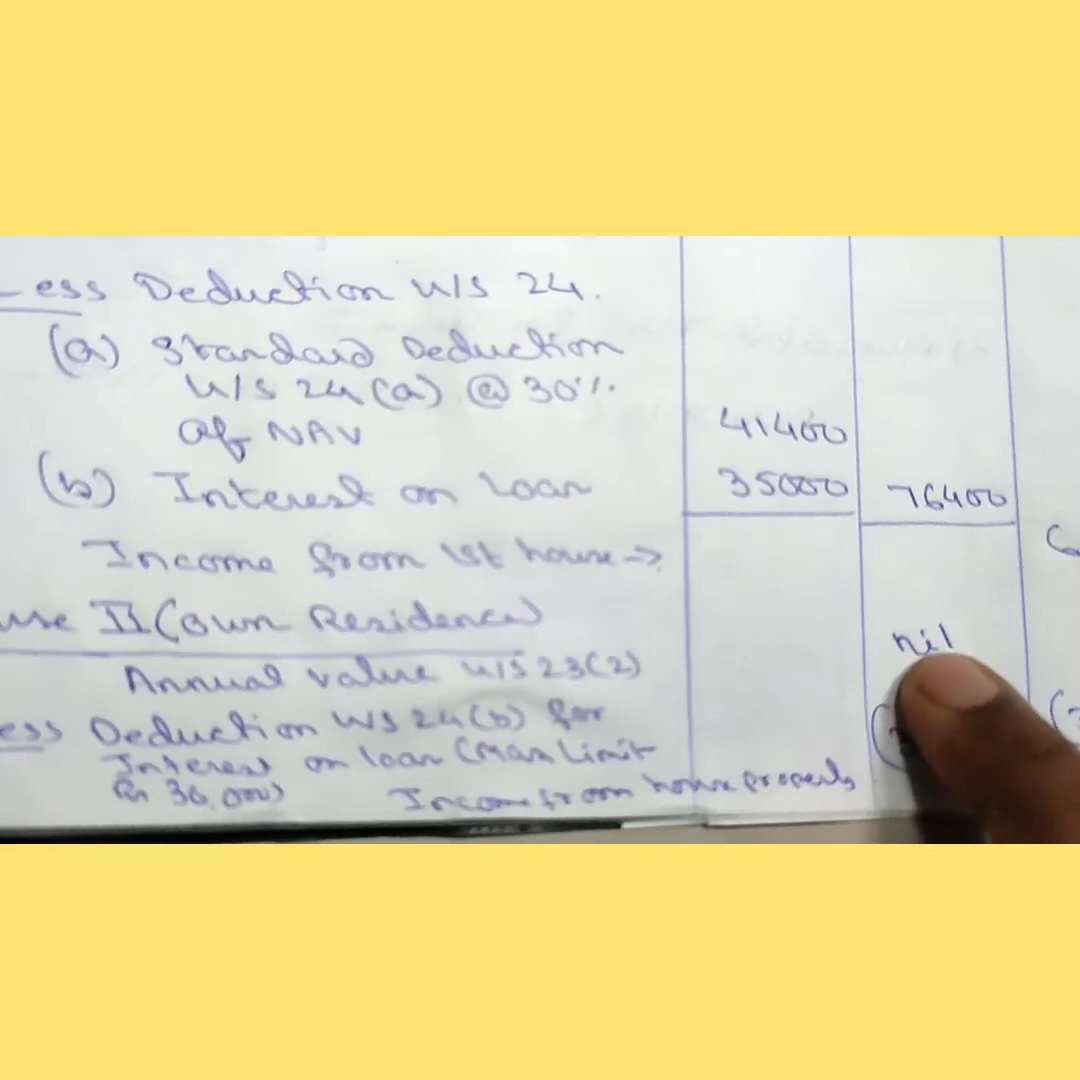 ess Deduction u/s 24.
(a) Standard Deduction
u/s 24(a) @ 30%.
of NAV 41400
(b) Interest on Loan 35000 76400
Income from 1st house →
use II (Own Residence) nil
Annual value u/s 23(2)
ess Deduction u/s 24(b) for
Interest on loan (Max Limit
Rs 30,000) Income from house property